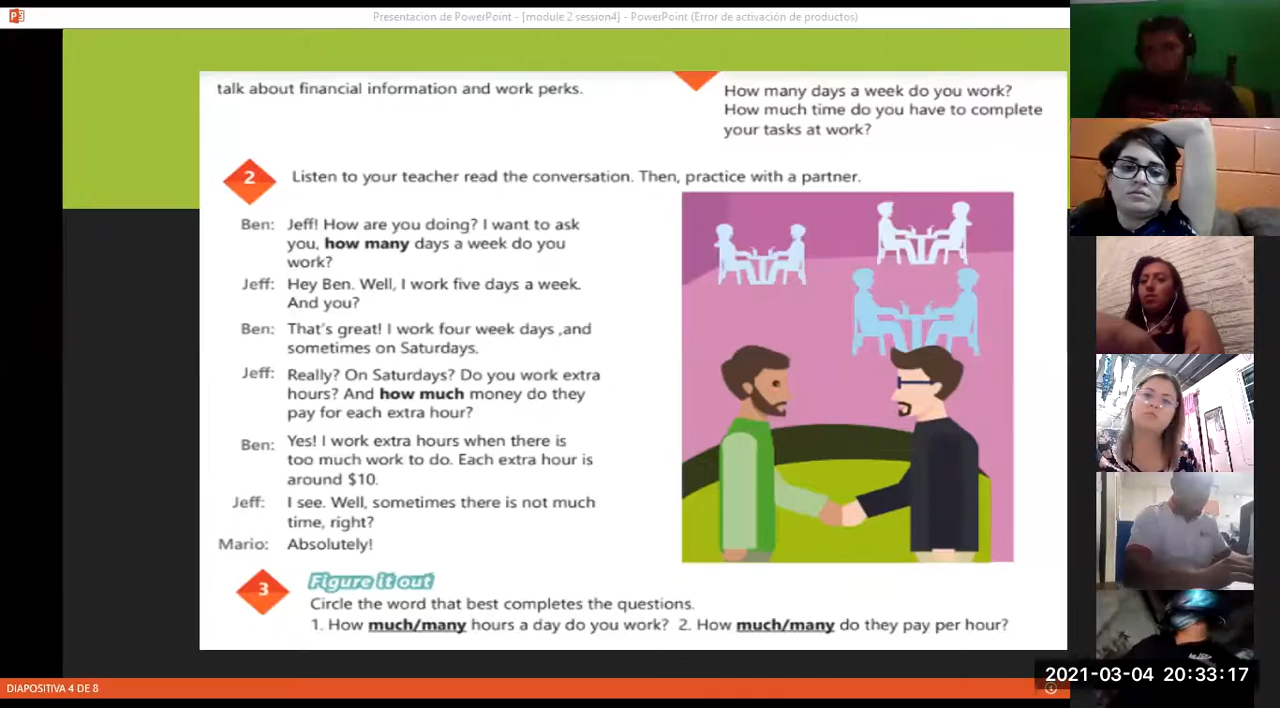 Presentación de PowerPoint - [module 2 session4] - PowerPoint (Error de activación de productos)
talk about financial information and work perks.
How many days a week do you work?
How much time do you have to complete
your tasks at work?
2
Listen to your teacher read the conversation. Then, practice with a partner.
Ben: Jeff! How are you doing? I want to ask
you, how many days a week do you
work?
Jeff: Hey Ben. Well, I work five days a week.
And you?
Ben: That's great! I work four week days ,and
sometimes on Saturdays.
Jeff: Really? On Saturdays? Do you work extra
hours? And how much money do they
pay for each extra hour?
Ben: Yes! I work extra hours when there is
too much work to do. Each extra hour is
around $10.
Jeff: I see. Well, sometimes there is not much
time, right?
Mario: Absolutely!
3
Figure it out
Circle the word that best completes the questions.
1. How much/many hours a day do you work? 2. How much/many do they pay per hour?
DIAPOSITIVA 4 DE 8
2021-03-04 20:33:17